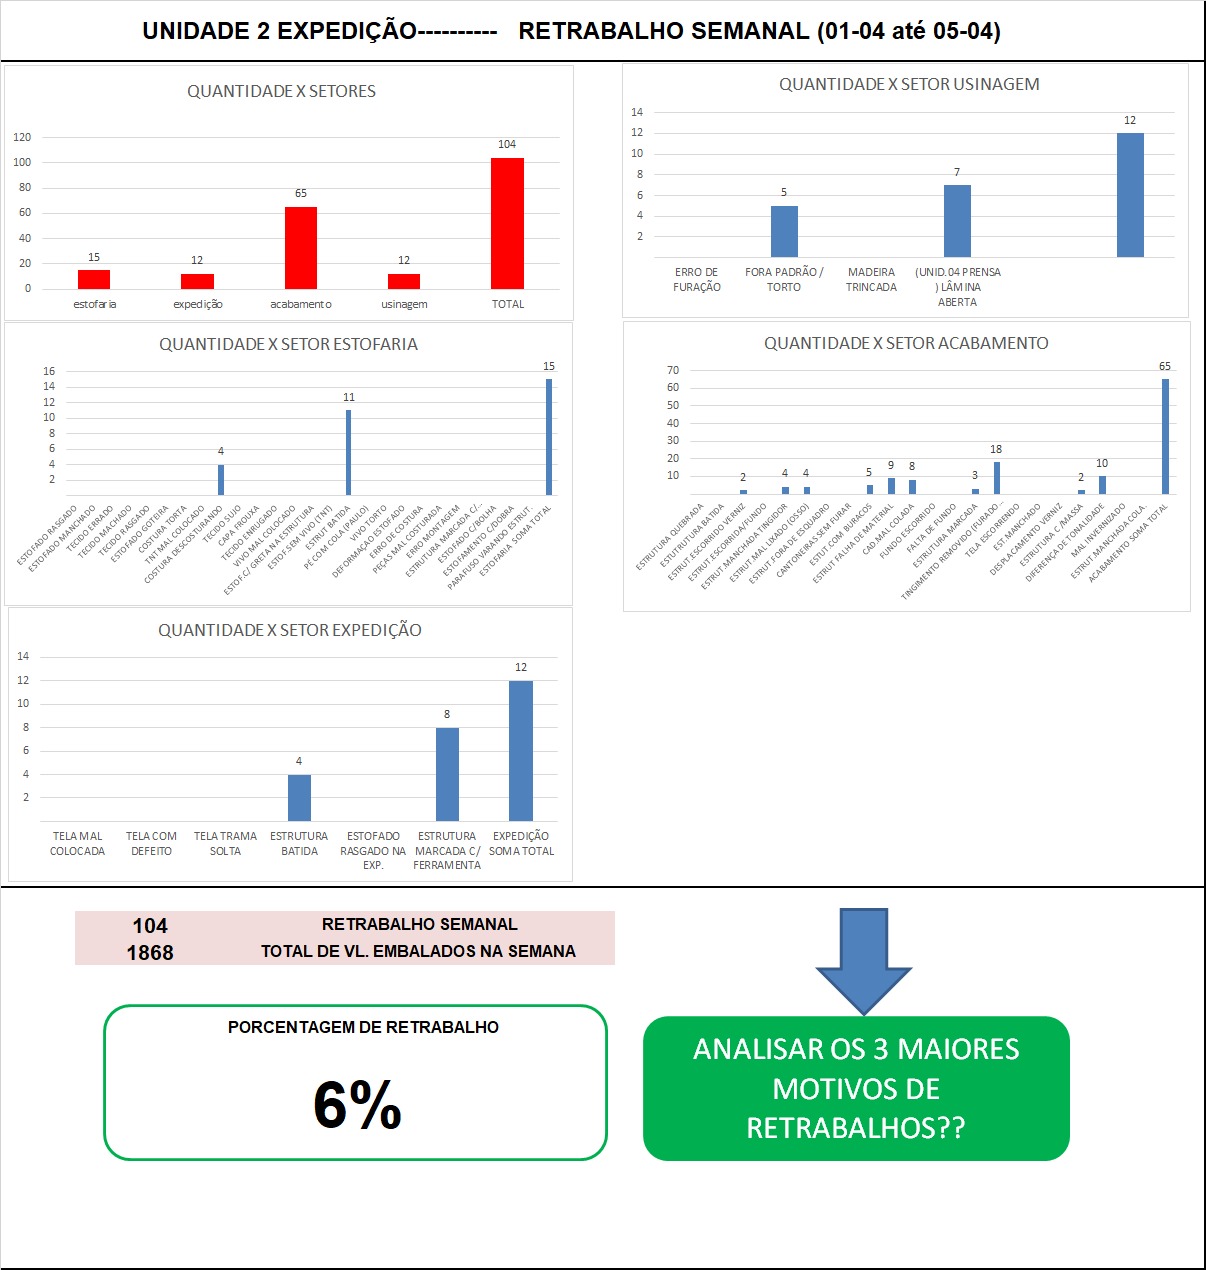 UNIDADE 2 EXPEDIÇÃO---------- RETRABALHO SEMANAL (01-04 até 05-04)
QUANTIDADE X SETORES
120
100
80
60
40
20
0
15
12
65
12
104
estofaria
expedição
acabamento
usinagem
TOTAL
QUANTIDADE X SETOR USINAGEM
14
12
10
8
6
4
2
5
7
12
ERRO DE
FURAÇÃO
FORA PADRÃO /
TORTO
MADEIRA
TRINCADA
(UNID.04 PRENSA
) LÂMINA
ABERTA
QUANTIDADE X SETOR ESTOFARIA
16
14
12
10
8
6
4
2
4
11
15
ESTOFADO RASGADO
ESTOFADO MANCHADO
TECIDO ERRADO
TECIDO MACHADO
TECIDO RASGADO
ESTOFADO GOTEIRA
COSTURA TORTA
TNT MAL COLOCADO
COSTURA DESCOSTURANDO
TECIDO SUJO
CAPA FROUXA
TECIDO ENRUGADO
VIVO MAL COLOCADO
ESTOF.C/ GRETA NA ESTRUTURA
ESTOF.SEM VIVO (TNT)
ESTRUT BATIDA
PÉ COM COLA (PAULO)
VIVO TORTO
DEFORMAÇÃO ESTOFADO
ERRO DE COSTURA
PEÇAS MAL COSTURADA
ERRO MONTAGEM
ESTRUTURA MARCADA C/...
ESTOFADO C/BOLHA
ESTOFAMENTO C/DOBRA
PARAFUSO VARANDO ESTRUT...
ESTOFARIA SOMA TOTAL
QUANTIDADE X SETOR ACABAMENTO
70
60
50
40
30
20
10
2
4
4
5
9
8
3
18
2
10
65
ESTRUTURA QUEBRADA
ESTUTRUTURA BATIDA
ESTRUT.ESCORRIDO VERNIZ
ESTRUT.ESCORRIDA/FUNDO
ESTRUT.MANCHADA TINGIDOR
ESTRUT.MAL LIXADO (OSSO)
ESTRUT.FORA DE ESQUADRO
CANTONEIRA SEM FURAR
ESTUT.COM BURACOS
ESTRUT FALHA DE MATERIAL
CAD.MAL COLADA
FUNDO ESCORRIDO
FALTA DE FUNDO
ESTRUTURA MARCADA
TINGIMENTO REMOVIDO (FURADO...
TELA ESCORRENDO
EST.MANCHADO
DESPLACAMENTO VERNIZ
ESTRUTURA C /MASSA
DIFERENÇA DE TONALIDADE
MAL INVERNIZADO
ESTRUT.MANCHADA COLA..
ACABAMENTO SOMA TOTAL
QUANTIDADE X SETOR EXPEDIÇÃO
14
12
10
8
6
4
2
4
8
12
TELA MAL
COLOCADA
TELA COM
DEFEITO
TELA TRAMA
SOLTA
ESTRUTURA
BATIDA
ESTOFADO
RASGADO NA
EXP.
ESTRUTURA
MARCADA C/
FERRAMENTA
EXPEDIÇÃO
SOMA TOTAL
104 RETRABALHO SEMANAL
1868 TOTAL DE VL. EMBALADOS NA SEMANA
PORCENTAGEM DE RETRABALHO
6%
ANALISAR OS 3 MAIORES
MOTIVOS DE
RETRABALHOS??